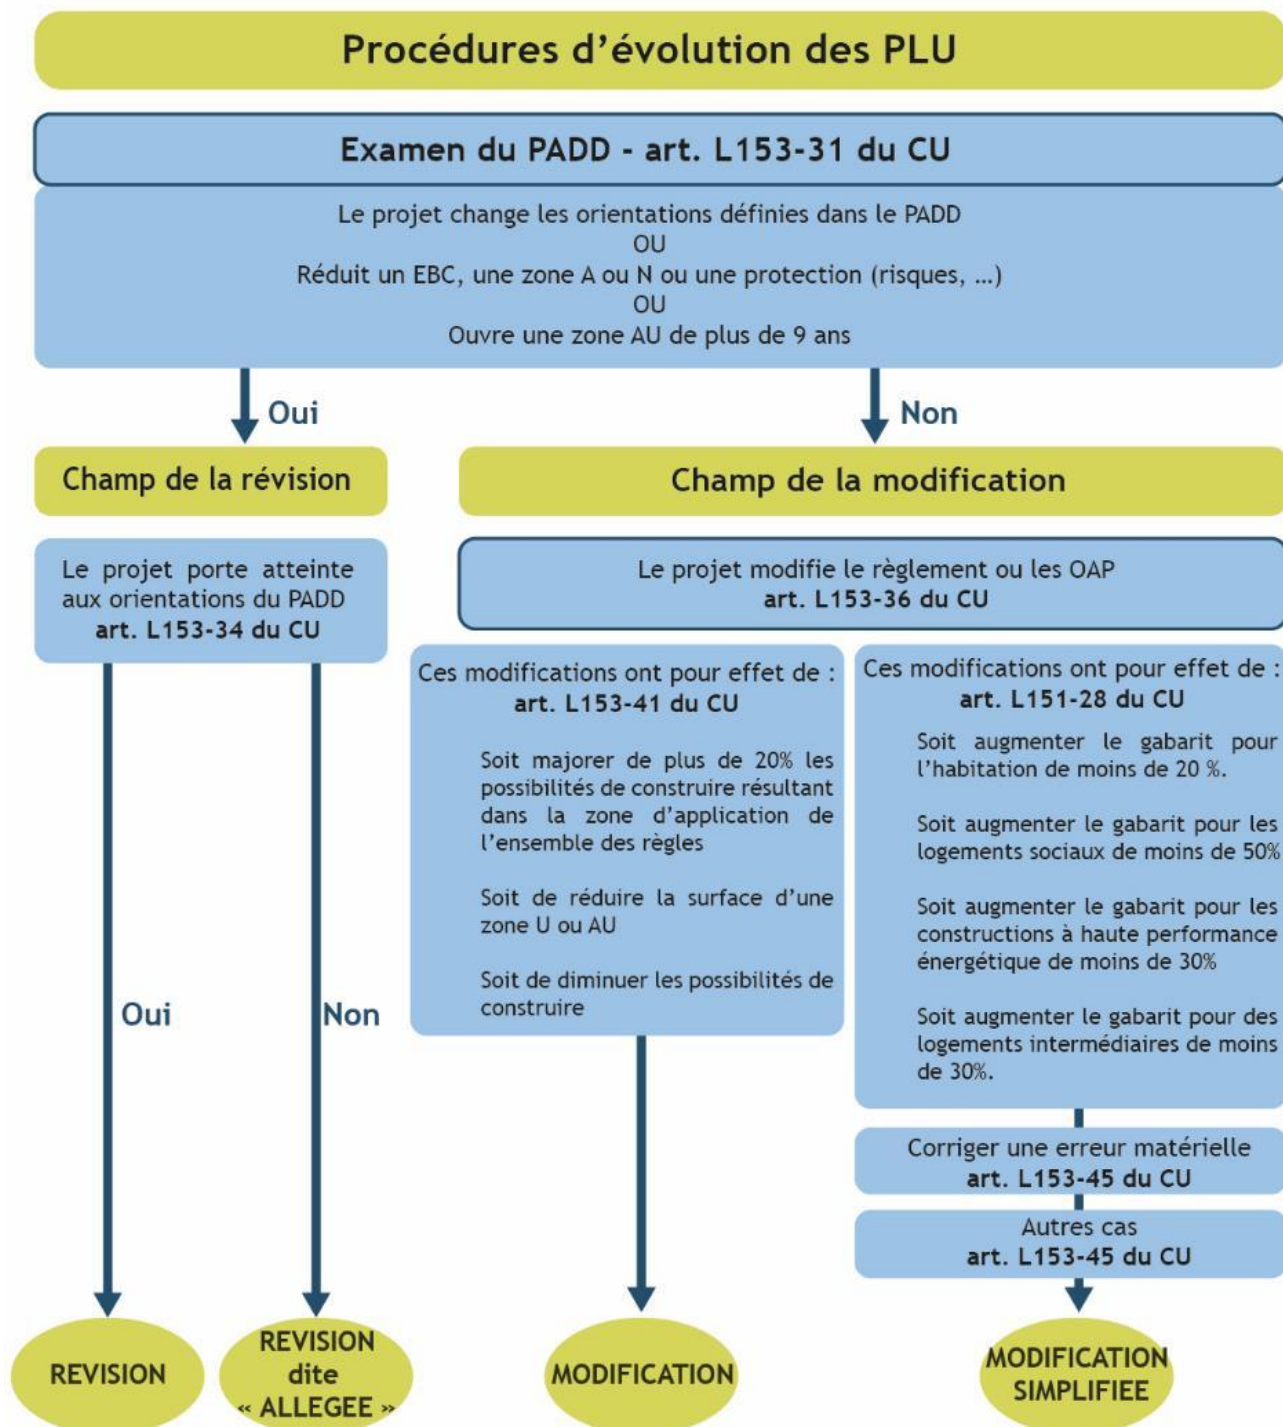 Procédures d’évolution des PLU
Examen du PADD - art. L153-31 du CU
Le projet change les orientations définies dans le PADD
OU
Réduit un EBC, une zone A ou N ou une protection (risques, …)
OU
Ouvre une zone AU de plus de 9 ans
Oui
Non
Champ de la révision
Champ de la modification
Le projet porte atteinte
aux orientations du PADD
art. L153-34 du CU
Le projet modifie le règlement ou les OAP
art. L153-36 du CU
Ces modifications ont pour effet de :
art. L153-41 du CU
Soit majorer de plus de 20% les
possibilités de construire résultant
dans la zone d’application de
l’ensemble des règles
Soit de réduire la surface d’une
zone U ou AU
Soit de diminuer les possibilités de
construire
Ces modifications ont pour effet de :
art. L151-28 du CU
Soit augmenter le gabarit pour
l’habitation de moins de 20 %.
Soit augmenter le gabarit pour les
logements sociaux de moins de 50%
Soit augmenter le gabarit pour les
constructions à haute performance
énergétique de moins de 30%
Soit augmenter le gabarit pour des
logements intermédiaires de moins
de 30%.
Oui
Non
Corriger une erreur matérielle
art. L153-45 du CU
Autres cas
art. L153-45 du CU
REVISION
REVISION
dite
« ALLEGEE »
MODIFICATION
MODIFICATION
SIMPLIFIEE